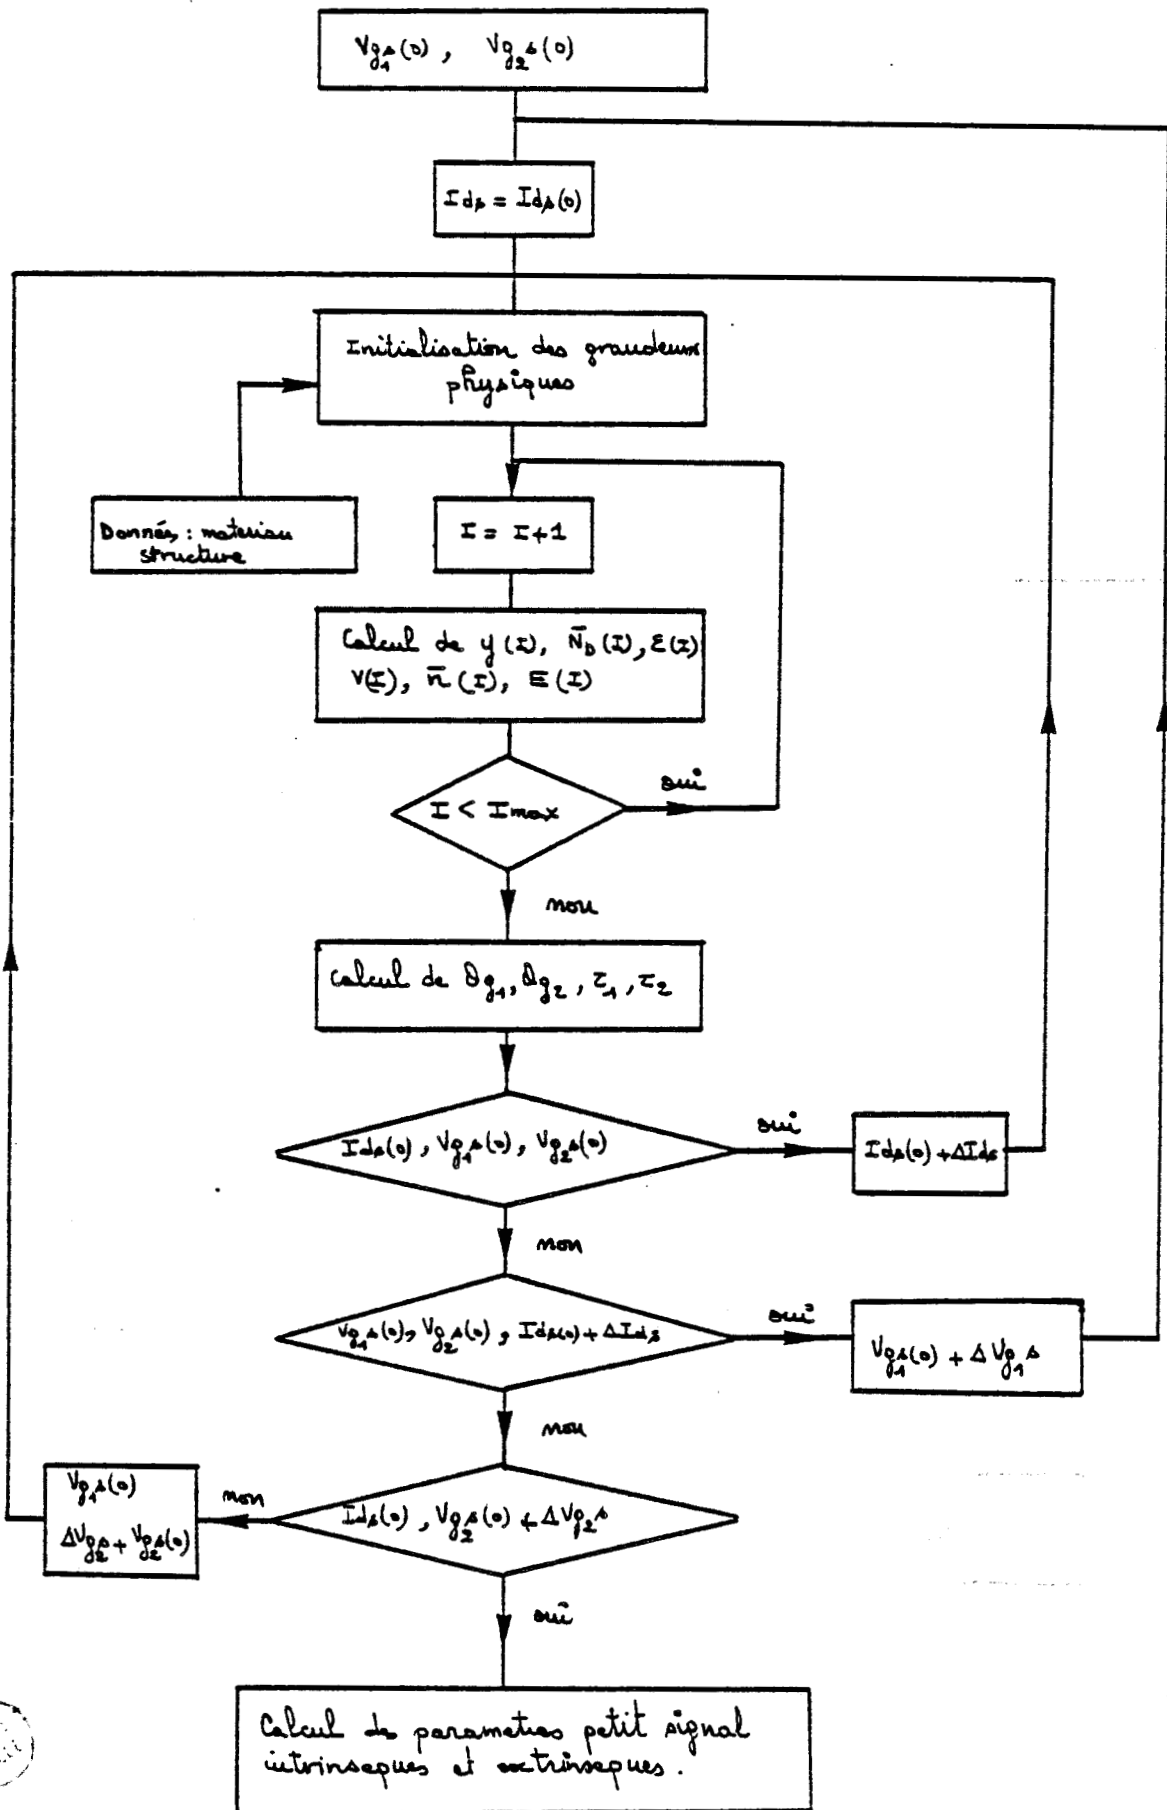 Vg₁s(0), Vg₂s(0)
Ids = Ids(0)
Initialisation des grandeurs
physiques
Donnés : materiau
structure
I = I+1
Calcul de y(I), N̄_D(I), ε(I)
V(I), n̄(I), E(I)
I < Imax
oui
non
Calcul de Qg₁, Qg₂, τ₁, τ₂
Ids(0), Vg₁s(0), Vg₂s(0)
oui
Ids(0) + ΔIds
non
Vg₁s(0), Vg₂s(0), Ids(0) + ΔIds
oui
Vg₁s(0) + ΔVg₁s
non
Ids(0), Vg₂s(0) + ΔVg₂s
non
Vg₁s(0)
ΔVg₂s + Vg₂s(0)
oui
Calcul des parametres petit signal
intrinseques et extrinseques.